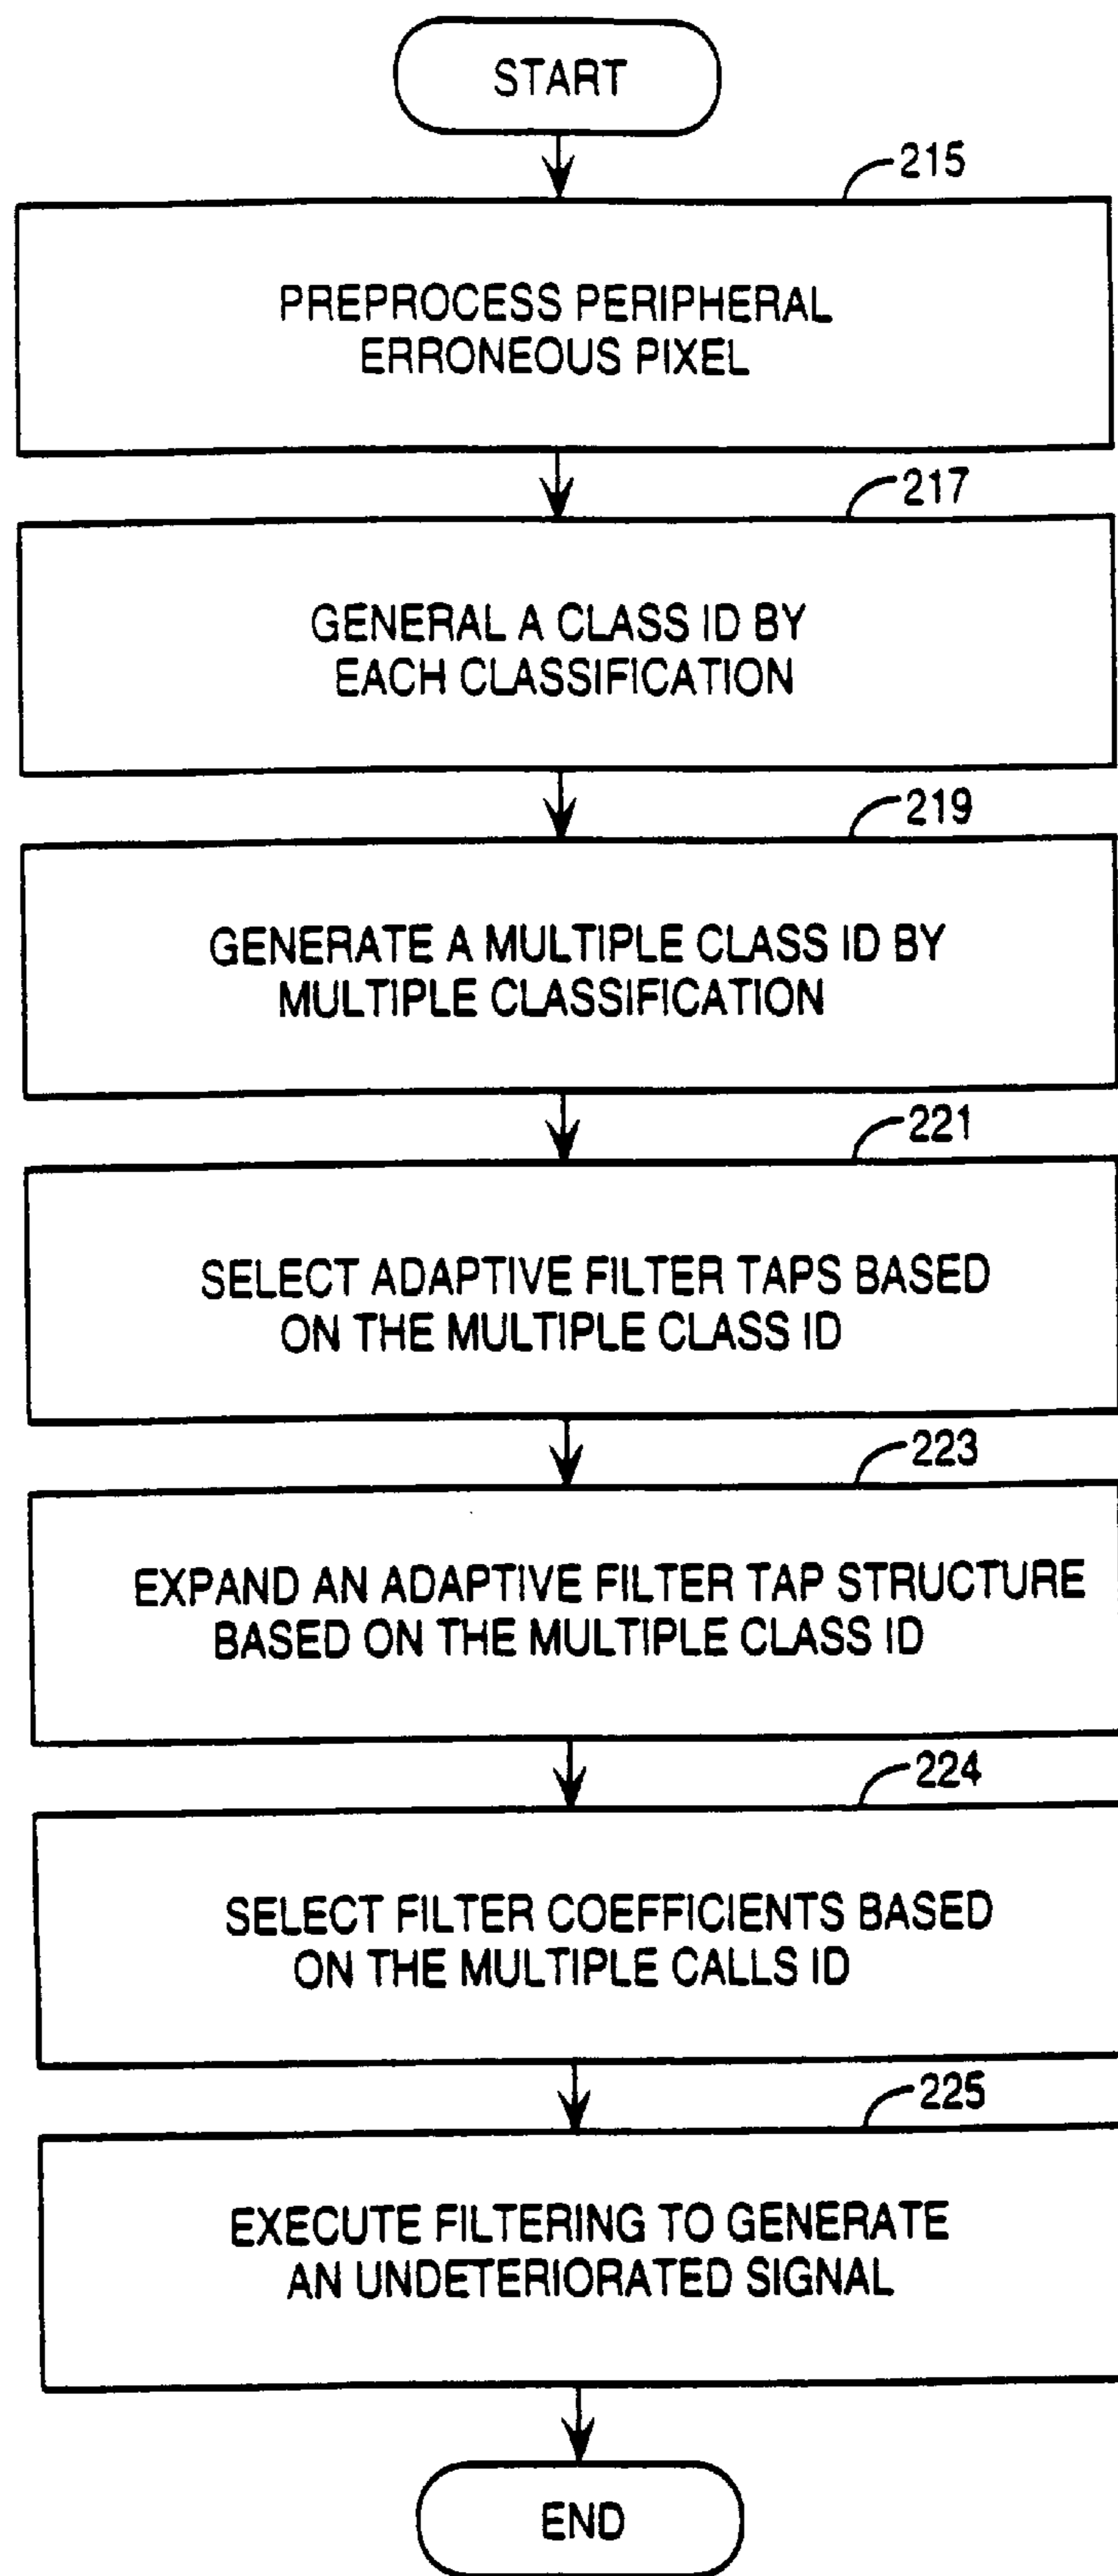 START
215
PREPROCESS PERIPHERAL
ERRONEOUS PIXEL
217
GENERAL A CLASS ID BY
EACH CLASSIFICATION
219
GENERATE A MULTIPLE CLASS ID BY
MULTIPLE CLASSIFICATION
221
SELECT ADAPTIVE FILTER TAPS BASED
ON THE MULTIPLE CLASS ID
223
EXPAND AN ADAPTIVE FILTER TAP STRUCTURE
BASED ON THE MULTIPLE CLASS ID
224
SELECT FILTER COEFFICIENTS BASED
ON THE MULTIPLE CALLS ID
225
EXECUTE FILTERING TO GENERATE
AN UNDETERIORATED SIGNAL
END